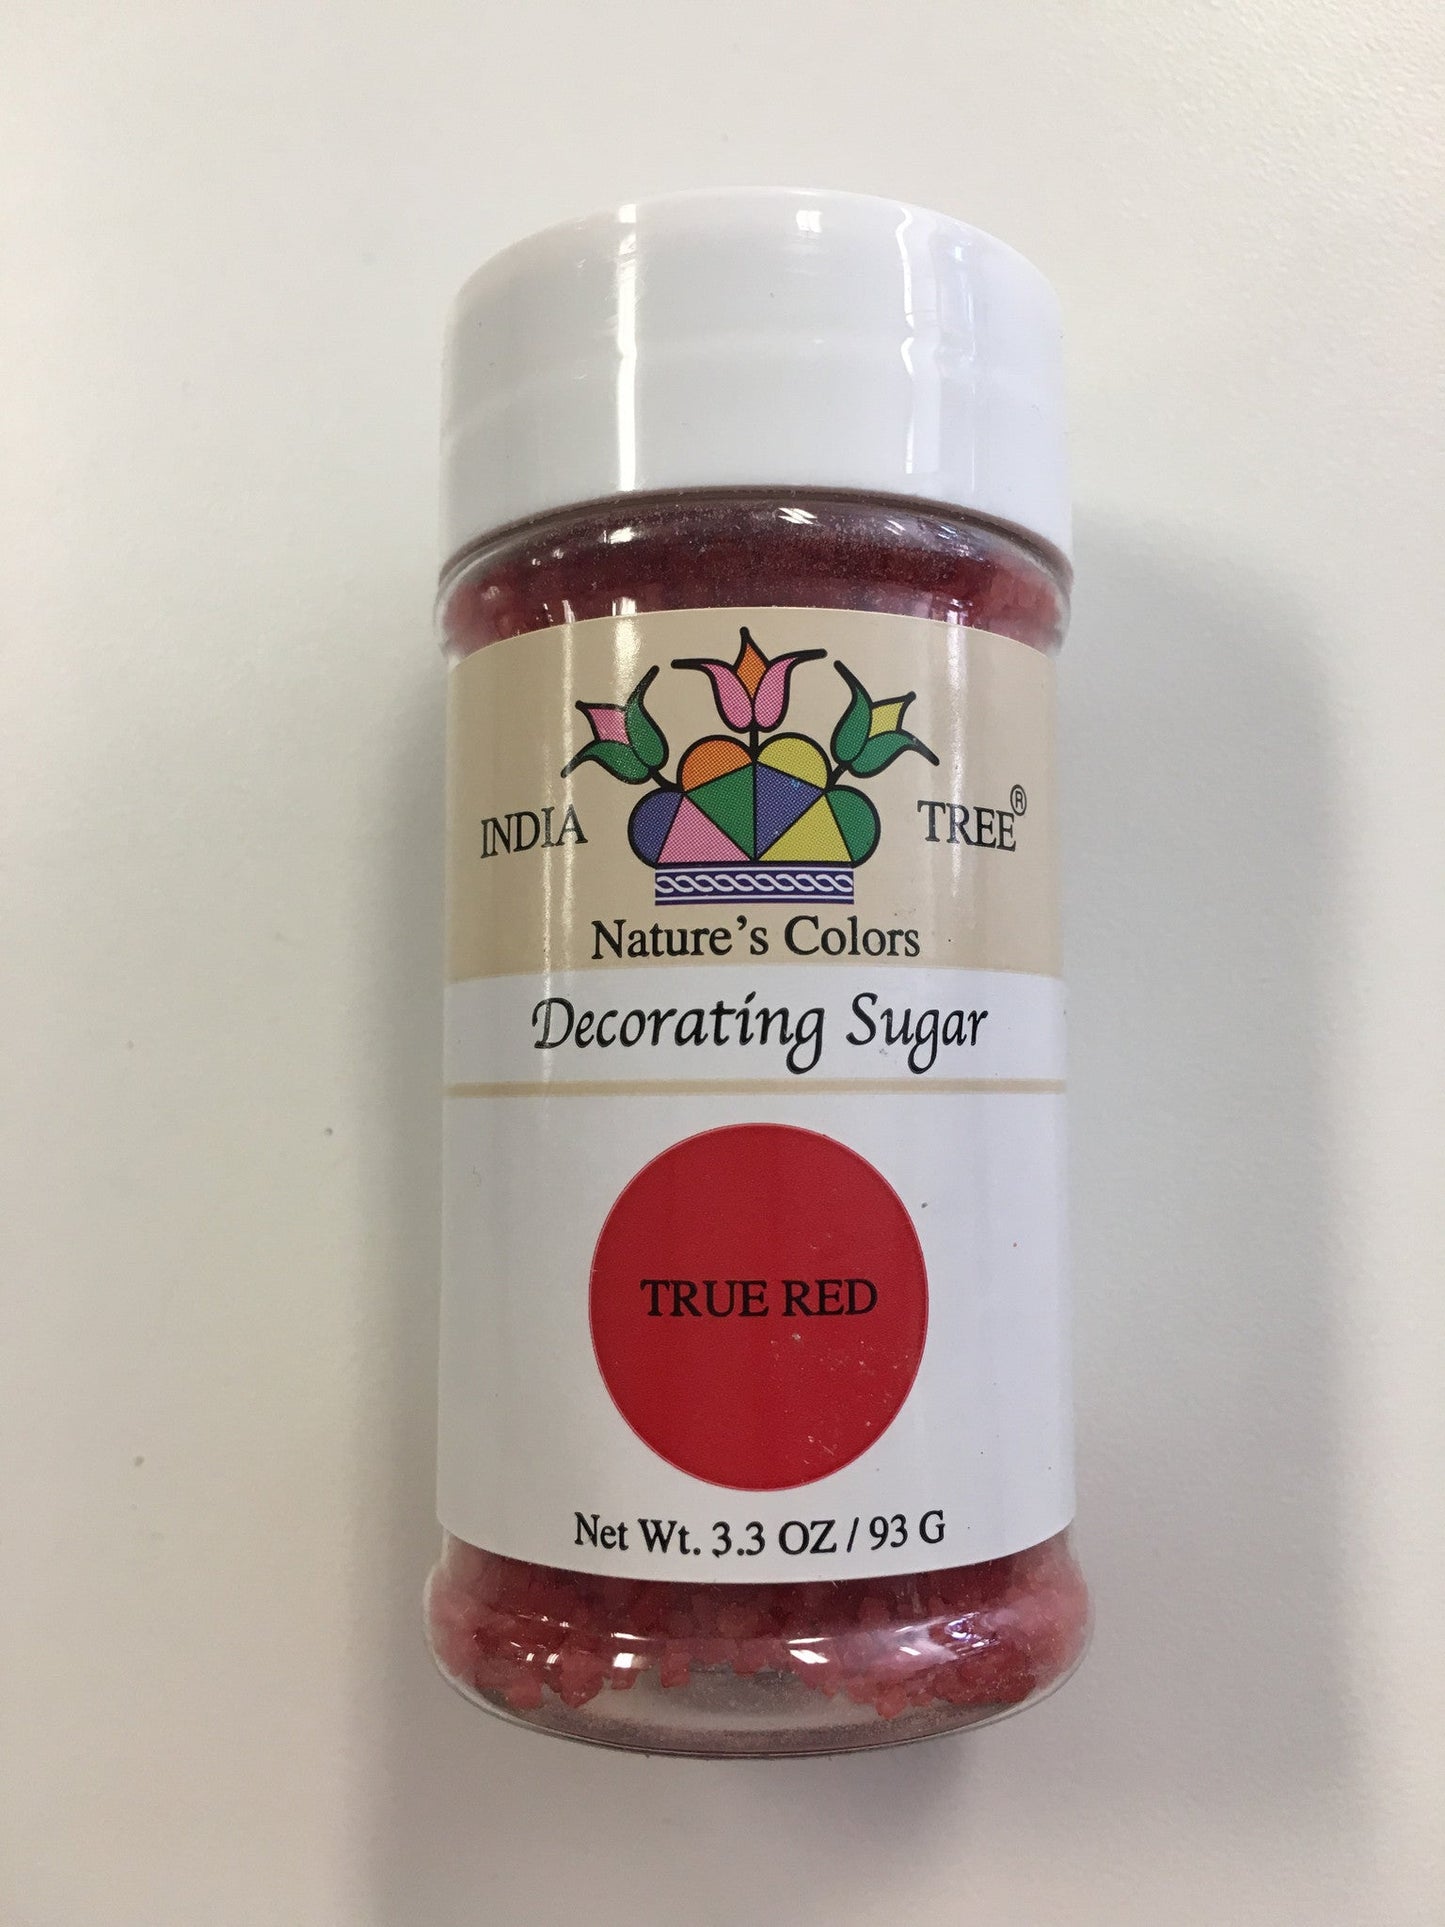 INDIA TREE®
Nature's Colors
Decorating Sugar
TRUE RED
Net Wt. 3.3 OZ / 93 G